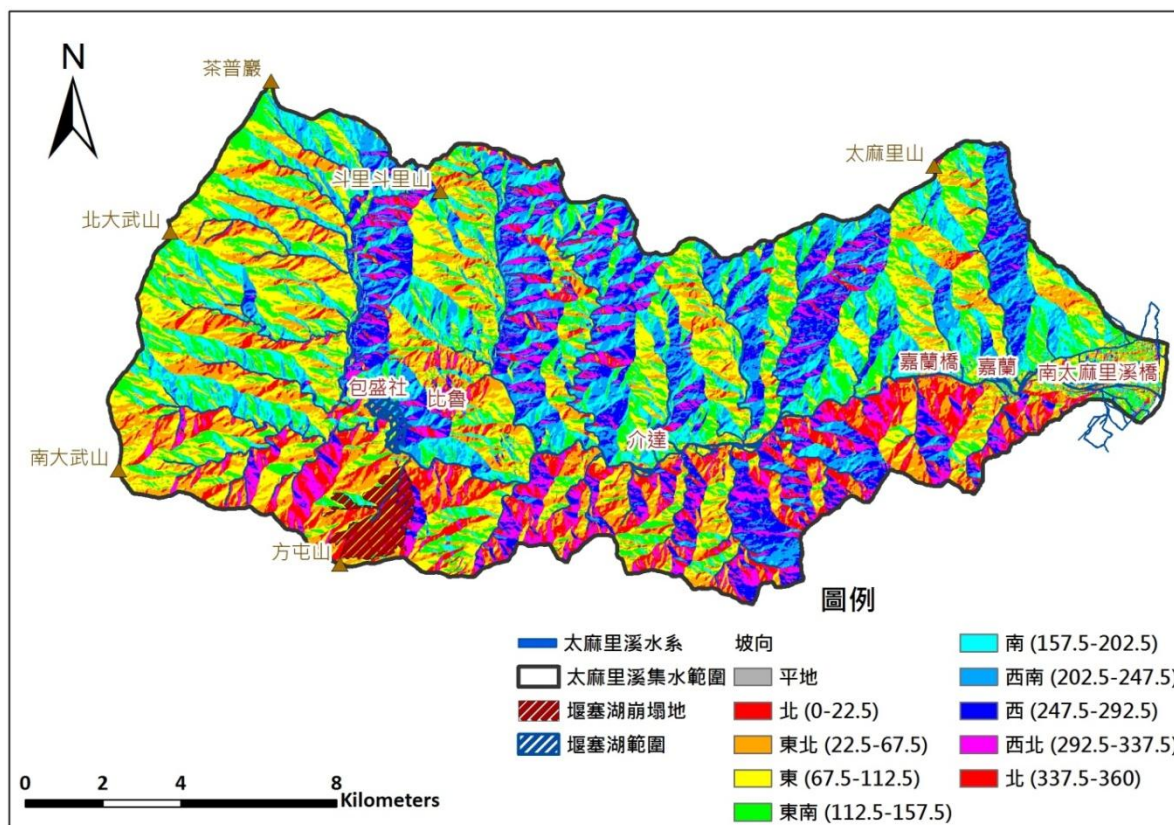 N
茶普巖
太麻里山
斗里斗里山
北大武山
嘉蘭橋
嘉蘭
南太麻里溪橋
包盛社
比魯
介達
南大武山
方屯山
圖例
太麻里溪水系
太麻里溪集水範圍
堰塞湖崩塌地
堰塞湖範圍
坡向
平地
北 (0-22.5)
東北 (22.5-67.5)
東 (67.5-112.5)
東南 (112.5-157.5)
南 (157.5-202.5)
西南 (202.5-247.5)
西 (247.5-292.5)
西北 (292.5-337.5)
北 (337.5-360)
0 2 4 8
Kilometers